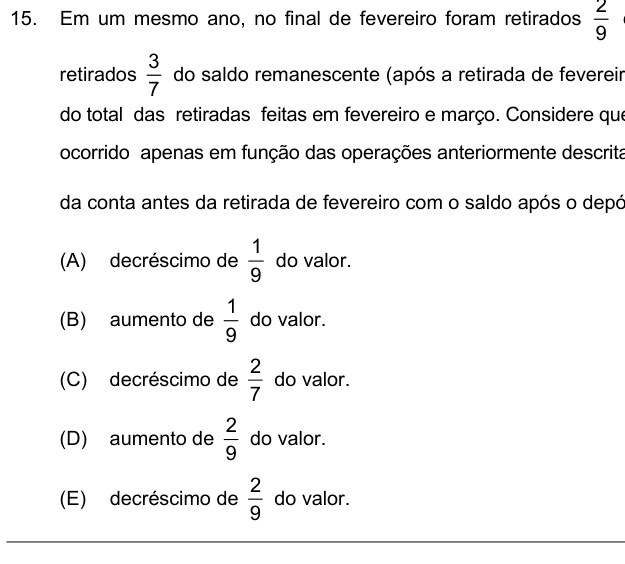 15. Em um mesmo ano, no final de fevereiro foram retirados 2/9
retirados 3/7 do saldo remanescente (após a retirada de
do total das retiradas feitas em fevereiro e março. Considere
ocorrido apenas em função das operações anteriormente
da conta antes da retirada de fevereiro com o saldo após o
(A) decréscimo de 1/9 do valor.
(B) aumento de 1/9 do valor.
(C) decréscimo de 2/7 do valor.
(D) aumento de 2/9 do valor.
(E) decréscimo de 2/9 do valor.